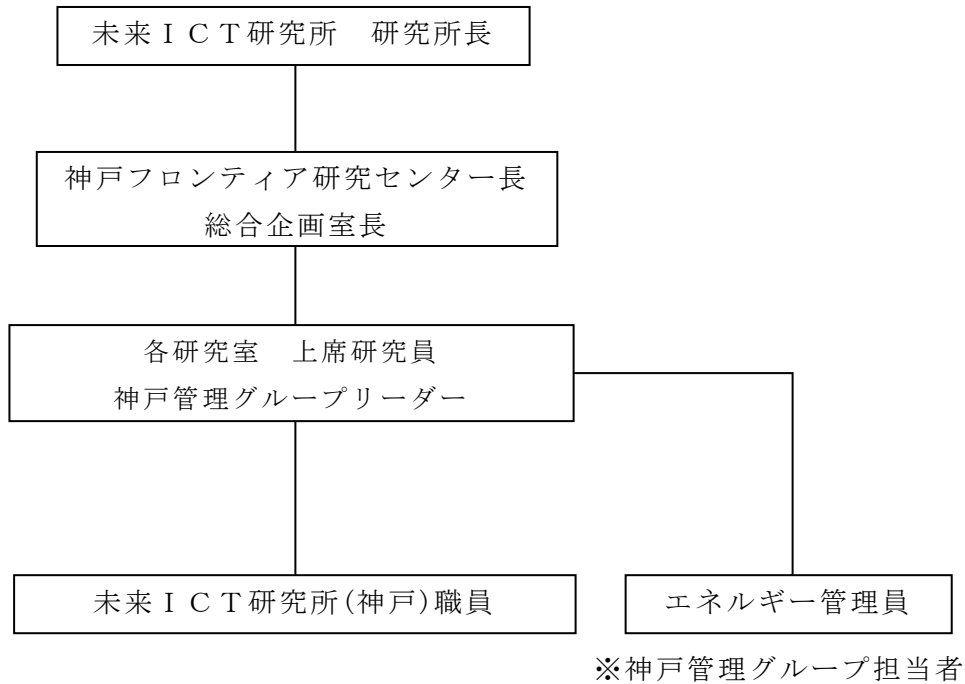 未来ＩＣＴ研究所　研究所長
神戸フロンティア研究センター長
総合企画室長
各研究室　上席研究員
神戸管理グループリーダー
未来ＩＣＴ研究所(神戸)職員
エネルギー管理員
※神戸管理グループ担当者